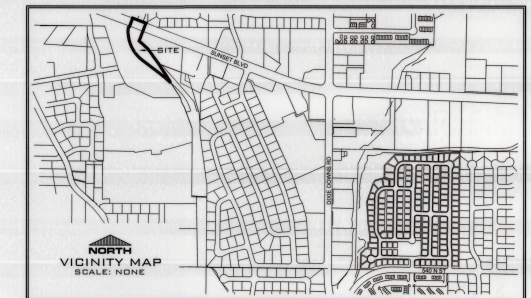 SITE
SUNSET BLVD
DIXIE DOWNS RD
540 N ST
NORTH
VICINITY MAP
SCALE: NONE